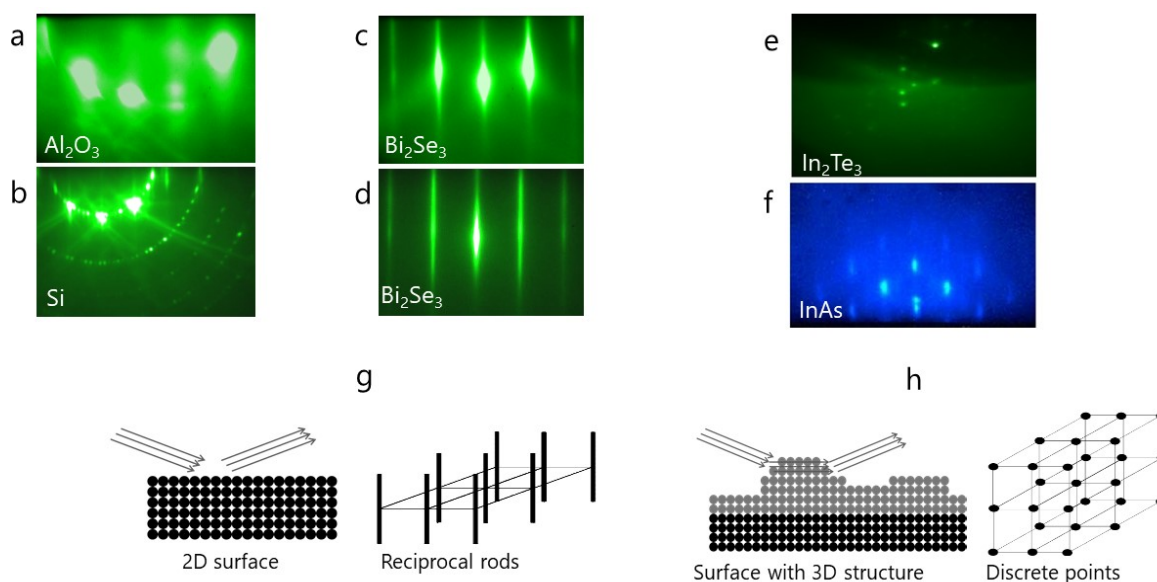 a
Al₂O₃
b
Si
c
Bi₂Se₃
d
Bi₂Se₃
e
In₂Te₃
f
InAs
g
2D surface
Reciprocal rods
h
Surface with 3D structure
Discrete points